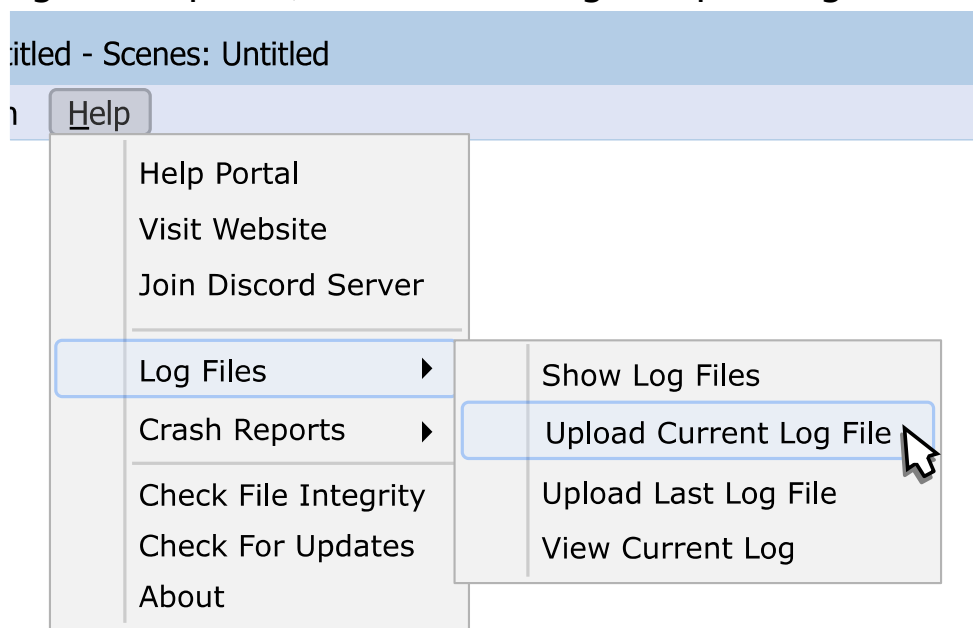 itled - Scenes: Untitled
Help
Help Portal
Visit Website
Join Discord Server
Log Files
Crash Reports
Check File Integrity
Check For Updates
About
Show Log Files
Upload Current Log File
Upload Last Log File
View Current Log